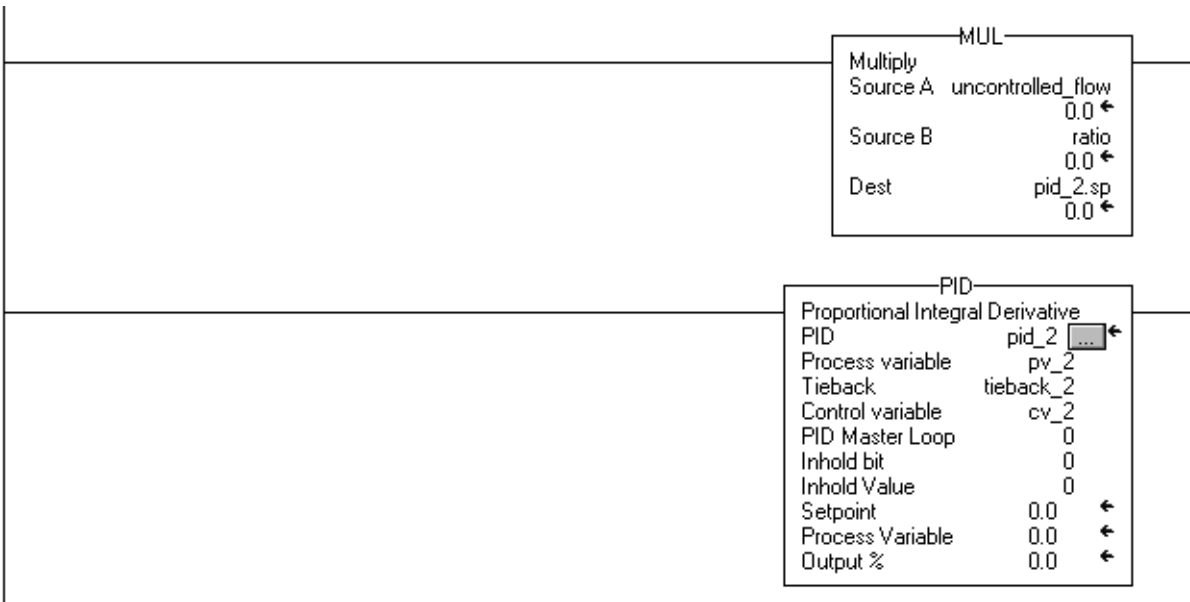 MUL
Multiply
Source A uncontrolled_flow
0.0
Source B ratio
0.0
Dest pid_2.sp
0.0
PID
Proportional Integral Derivative
PID pid_2 ...
Process variable pv_2
Tieback tieback_2
Control variable cv_2
PID Master Loop 0
Inhold bit 0
Inhold Value 0
Setpoint 0.0
Process Variable 0.0
Output % 0.0